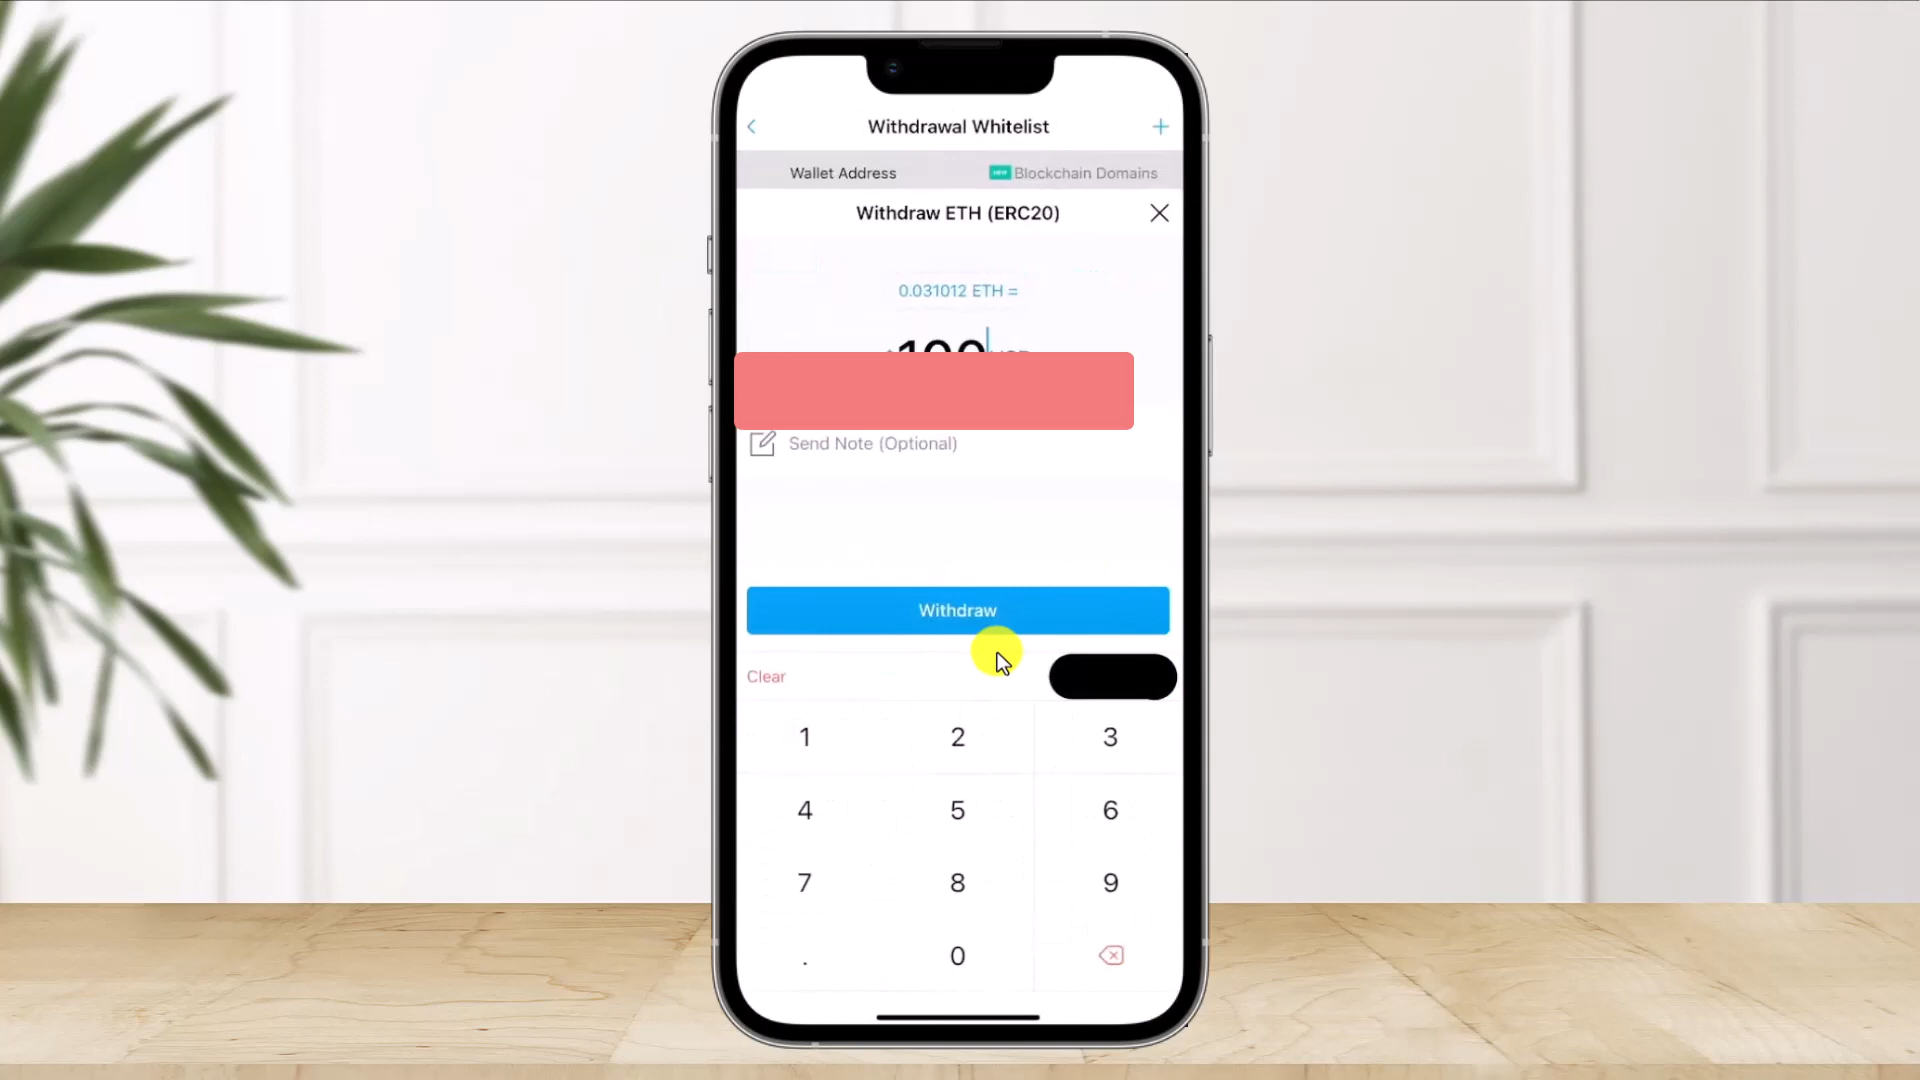 Withdrawal Whitelist
Wallet Address
Blockchain Domains
Withdraw ETH (ERC20)
0.031012 ETH =
Send Note (Optional)
Withdraw
Clear
1 2 3
4 5 6
7 8 9
. 0